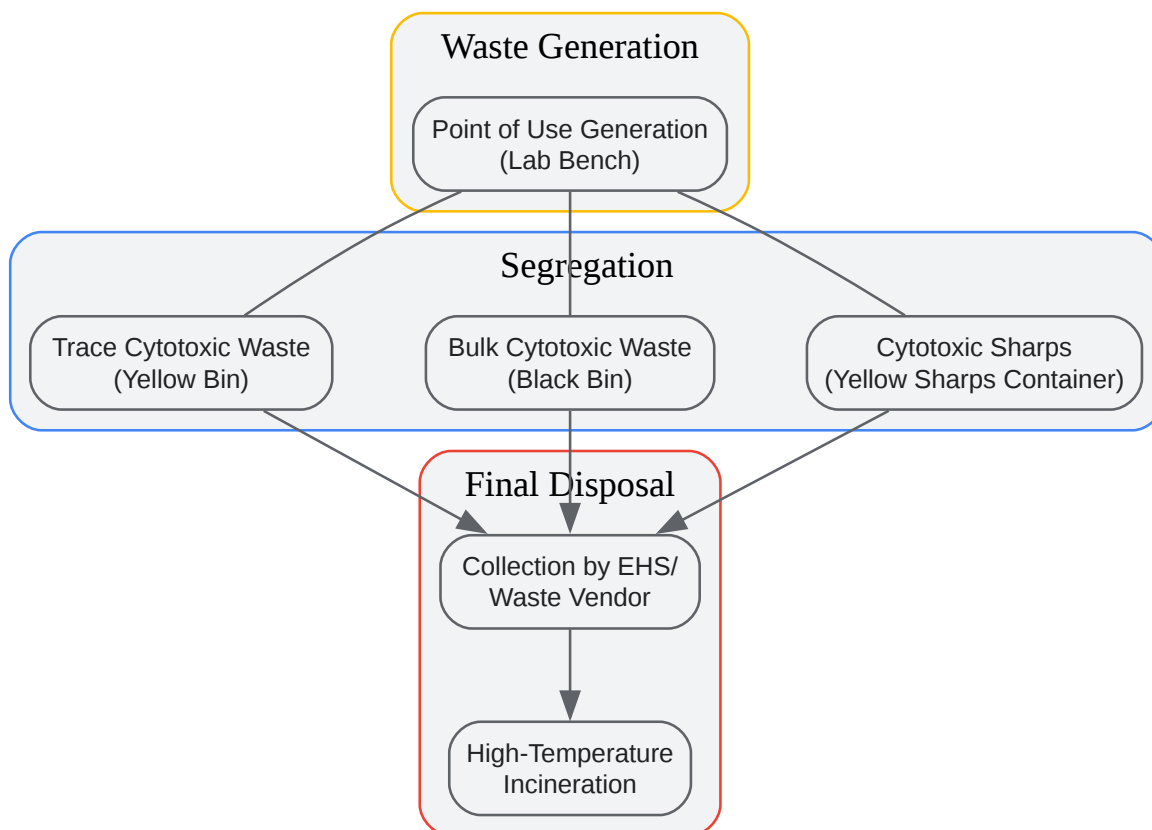 Waste Generation
Point of Use Generation
(Lab Bench)
Segregation
Trace Cytotoxic Waste
(Yellow Bin)
Bulk Cytotoxic Waste
(Black Bin)
Cytotoxic Sharps
(Yellow Sharps Container)
Final Disposal
Collection by EHS/
Waste Vendor
High-Temperature
Incineration